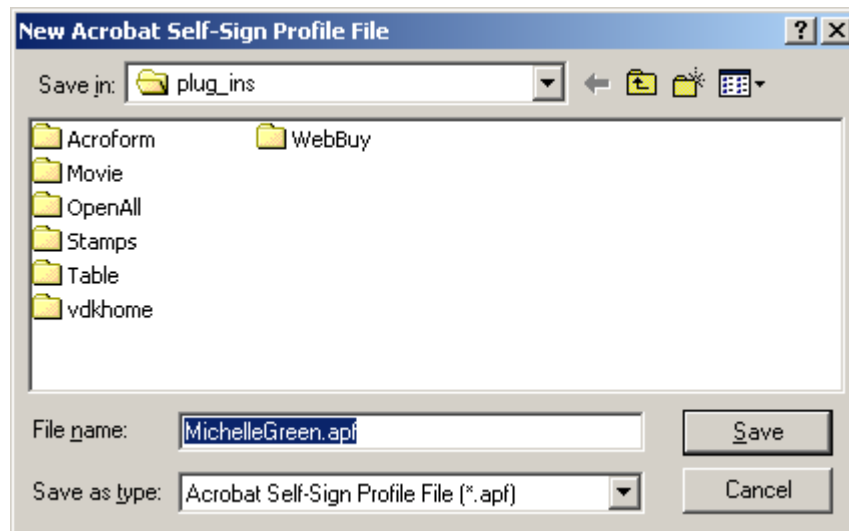 New Acrobat Self-Sign Profile File
Save in: plug_ins
Acroform WebBuy
Movie
OpenAll
Stamps
Table
vdkhome
File name: MichelleGreen.apf Save
Save as type: Acrobat Self-Sign Profile File (*.apf) Cancel